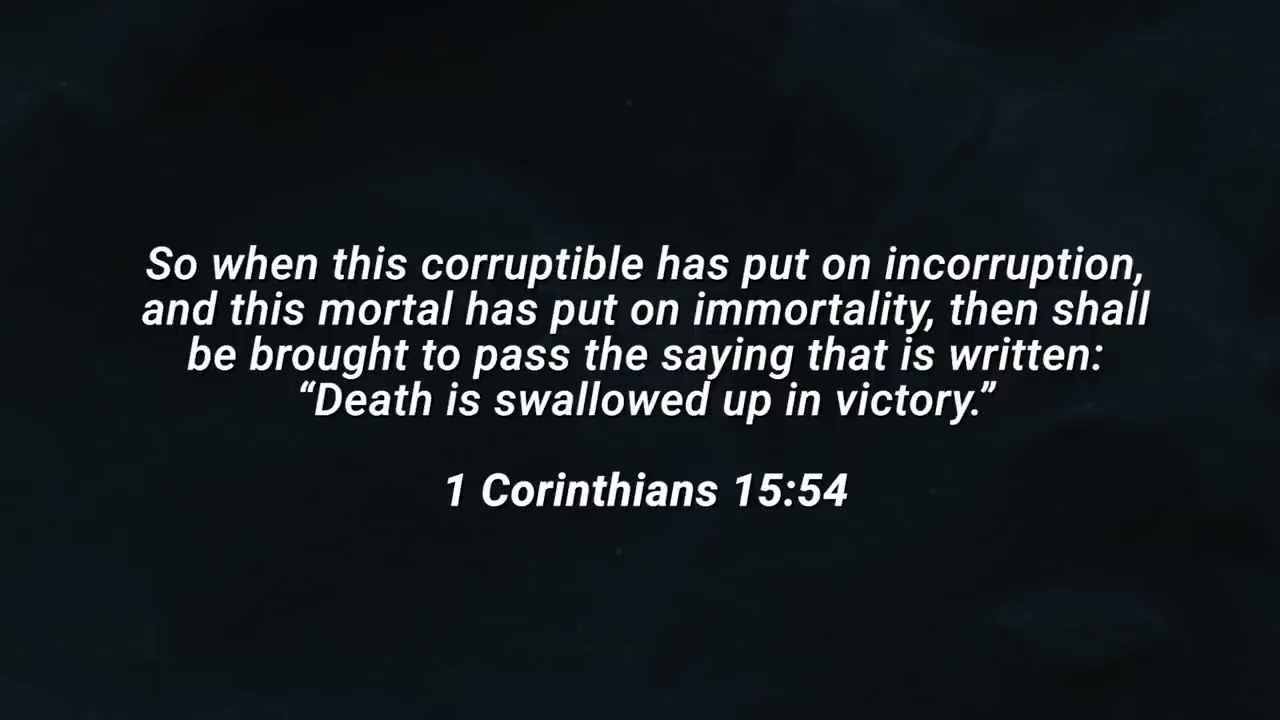 So when this corruptible has put on incorruption,
and this mortal has put on immortality, then shall
be brought to pass the saying that is written:
“Death is swallowed up in victory.”
1 Corinthians 15:54